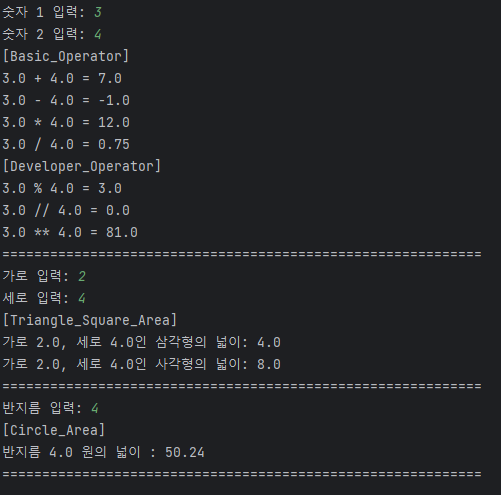 숫자 1 입력: 3
숫자 2 입력: 4
[Basic_Operator]
3.0 + 4.0 = 7.0
3.0 - 4.0 = -1.0
3.0 * 4.0 = 12.0
3.0 / 4.0 = 0.75
[Developer_Operator]
3.0 % 4.0 = 3.0
3.0 // 4.0 = 0.0
3.0 ** 4.0 = 81.0
============================================================
가로 입력: 2
세로 입력: 4
[Triangle_Square_Area]
가로 2.0, 세로 4.0인 삼각형의 넓이: 4.0
가로 2.0, 세로 4.0인 사각형의 넓이: 8.0
============================================================
반지름 입력: 4
[Circle_Area]
반지름 4.0 원의 넓이 : 50.24
============================================================